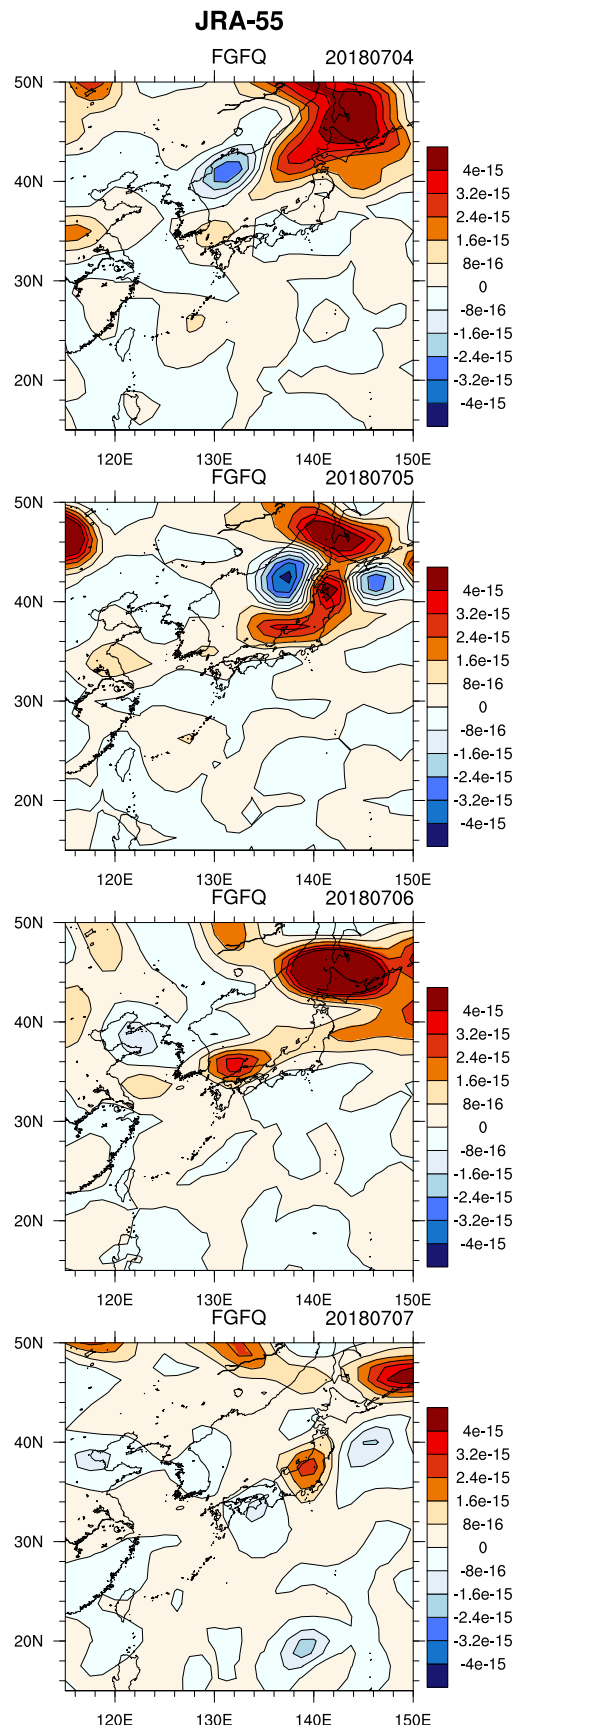 JRA-55
FGFQ 20180704
50N
40N
30N
20N
120E 130E 140E 150E
4e-15
3.2e-15
2.4e-15
1.6e-15
8e-16
0
-8e-16
-1.6e-15
-2.4e-15
-3.2e-15
-4e-15
FGFQ 20180705
50N
40N
30N
20N
120E 130E 140E 150E
4e-15
3.2e-15
2.4e-15
1.6e-15
8e-16
0
-8e-16
-1.6e-15
-2.4e-15
-3.2e-15
-4e-15
FGFQ 20180706
50N
40N
30N
20N
120E 130E 140E 150E
4e-15
3.2e-15
2.4e-15
1.6e-15
8e-16
0
-8e-16
-1.6e-15
-2.4e-15
-3.2e-15
-4e-15
FGFQ 20180707
50N
40N
30N
20N
120E 130E 140E 150E
4e-15
3.2e-15
2.4e-15
1.6e-15
8e-16
0
-8e-16
-1.6e-15
-2.4e-15
-3.2e-15
-4e-15